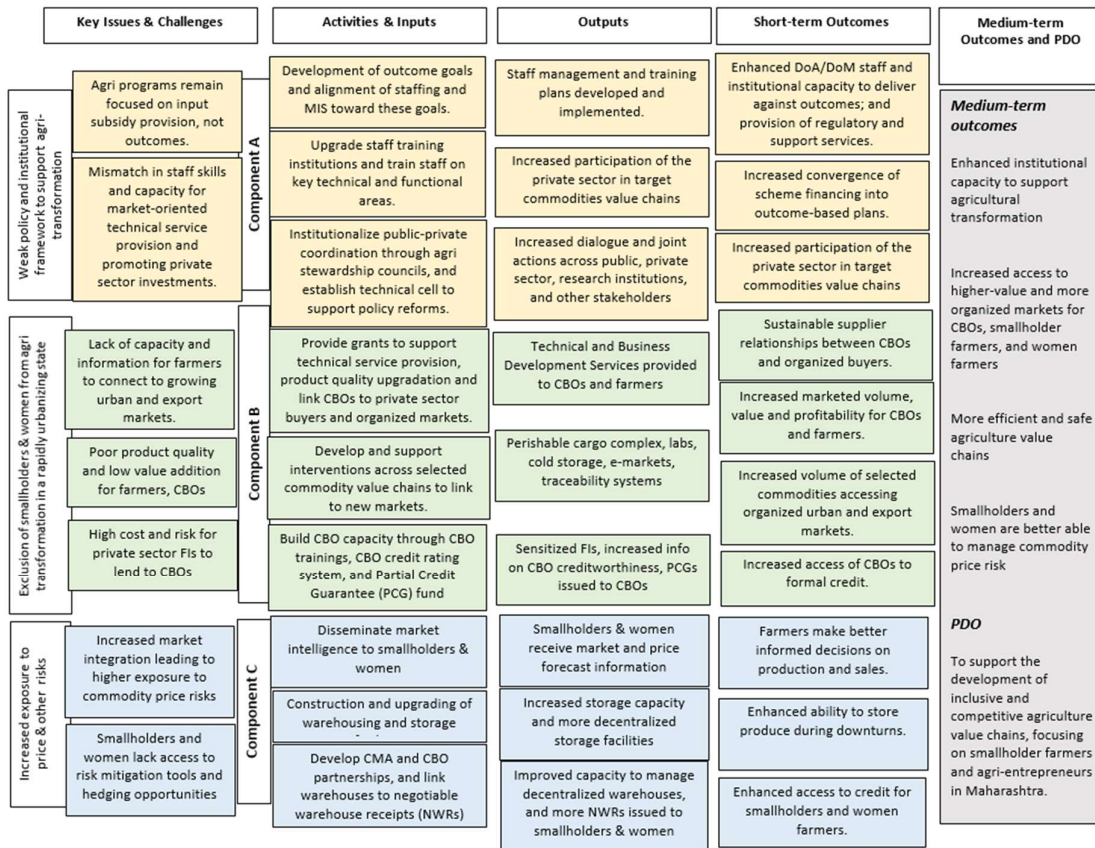 Key Issues & Challenges
Activities & Inputs
Outputs
Short-term Outcomes
Medium-term
Outcomes and PDO
Weak policy and institutional
framework to support agri-
transformation
Agri programs remain
focused on input
subsidy provision, not
outcomes.
Mismatch in staff skills
and capacity for
market-oriented
technical service
provision and
promoting private
sector investments.
Component A
Development of outcome goals
and alignment of staffing and
MIS toward these goals.
Upgrade staff training
institutions and train staff on
key technical and functional
areas.
Institutionalize public-private
coordination through agri
stewardship councils, and
establish technical cell to
support policy reforms.
Staff management and training
plans developed and
implemented.
Increased participation of the
private sector in target
commodities value chains
Increased dialogue and joint
actions across public, private
sector, research institutions,
and other stakeholders
Enhanced DoA/DoM staff and
institutional capacity to deliver
against outcomes; and
provision of regulatory and
support services.
Increased convergence of
scheme financing into
outcome-based plans.
Increased participation of the
private sector in target
commodities value chains
Exclusion of smallholders & women from agri
transformation in a rapidly urbanizing state
Lack of capacity and
information for farmers
to connect to growing
urban and export
markets.
Poor product quality
and low value addition
for farmers, CBOs
High cost and risk for
private sector FIs to
lend to CBOs
Component B
Provide grants to support
technical service provision,
product quality upgradation and
link CBOs to private sector
buyers and organized markets.
Develop and support
interventions across selected
commodity value chains to link
to new markets.
Build CBO capacity through CBO
trainings, CBO credit rating
system, and Partial Credit
Guarantee (PCG) fund
Technical and Business
Development Services provided
to CBOs and farmers
Perishable cargo complex, labs,
cold storage, e-markets,
traceability systems
Sensitized FIs, increased info
on CBO creditworthiness, PCGs
issued to CBOs
Sustainable supplier
relationships between CBOs
and organized buyers.
Increased marketed volume,
value and profitability for CBOs
and farmers.
Increased volume of selected
commodities accessing
organized urban and export
markets.
Increased access of CBOs to
formal credit.
Increased exposure to
price & other risks
Increased market
integration leading to
higher exposure to
commodity price risks
Smallholders and
women lack access to
risk mitigation tools and
hedging opportunities
Component C
Disseminate market
intelligence to smallholders &
women
Construction and upgrading of
warehousing and storage
Develop CMA and CBO
partnerships, and link
warehouses to negotiable
warehouse receipts (NWRs)
Smallholders & women
receive market and price
forecast information
Increased storage capacity
and more decentralized
storage facilities
Improved capacity to manage
decentralized warehouses,
and more NWRs issued to
smallholders & women
Farmers make better
informed decisions on
production and sales.
Enhanced ability to store
produce during downturns.
Enhanced access to credit for
smallholders and women
farmers.
Medium-term
outcomes
Enhanced institutional
capacity to support
agricultural
transformation
Increased access to
higher-value and more
organized markets for
CBOs, smallholder
farmers, and women
farmers
More efficient and safe
agriculture value
chains
Smallholders and
women are better able
to manage commodity
price risk
PDO
To support the
development of
inclusive and
competitive agriculture
value chains, focusing
on smallholder farmers
and agri-entrepreneurs
in Maharashtra.